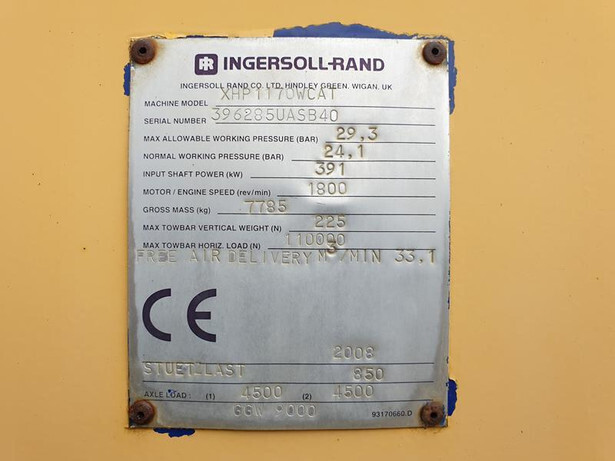 IR INGERSOLL-RAND
INGERSOLL RAND CO. LTD. HINDLEY GREEN, WIGAN, UK
MACHINE MODEL XHP1170WCAT
SERIAL NUMBER 396285UASB40
MAX ALLOWABLE WORKING PRESSURE (BAR) 29,3
NORMAL WORKING PRESSURE (BAR) 24,1
INPUT SHAFT POWER (kW) 391
MOTOR / ENGINE SPEED (rev/min) 1800
GROSS MASS (kg) 7785
MAX TOWBAR VERTICAL WEIGHT (N) 225
MAX TOWBAR HORIZ. LOAD (N) 110000
FREE AIR DELIVERY M3/MIN 33,1
CE
2008
STUETZLAST 850
AXLE LOAD: (1) 4500 (2) 4500
GGW 9000
93170660.D